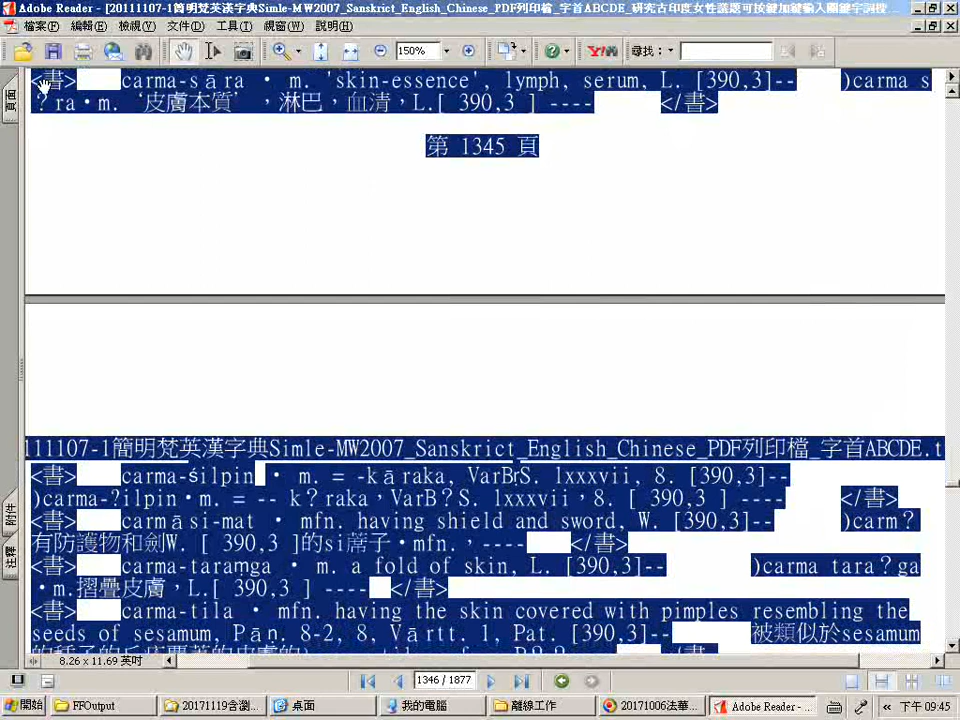 Adobe Reader - [20111107-1簡明梵英漢字典Simle-MW2007_Sanskrict_English_Chinese_PDF列印檔_字首ABCDE_研究古印度女性議題可按鍵加鍵輸入關鍵字詞搜...
檔案(F) 編輯(E) 檢視(V) 文件(D) 工具(T) 視窗(W) 說明(H)
150% 尋找：
頁面
<書> carma-sāra • m. 'skin-essence', lymph, serum, L. [390,3]-- )carma s
?ra•m. '皮膚本質' ，淋巴，血清，L.[ 390,3 ] ---- </書>
第 1345 頁
111107-1簡明梵英漢字典Simle-MW2007_Sanskrict_English_Chinese_PDF列印檔_字首ABCDE.t
<書> carma-śilpin • m. = -kāraka, VarBṛS. lxxxvii, 8. [390,3]--
)carma-?ilpin•m. = -- k?raka，VarB?S. lxxxvii，8. [ 390,3 ] ---- </書>
<書> carmāsi-mat • mfn. having shield and sword, W. [390,3]-- )carm?
有防護物和劍W. [ 390,3 ]的si蓆子•mfn.，---- </書>
<書> carma-taraṃga • m. a fold of skin, L. [390,3]-- )carma tara?ga
•m.摺疊皮膚，L.[ 390,3 ] ---- </書>
<書> carma-tila • mfn. having the skin covered with pimples resembling the
seeds of sesamum, Pāṇ. 8-2, 8, Vārtt. 1, Pat. [390,3]-- 被類似於sesamum
附件
注釋
8.26 x 11.69 英吋
1346 / 1877
開始 FFOutput 20171119含瀏... 桌面 我的電腦 離線工作 20171006法華... Adobe Reader - [... 下午 09:45